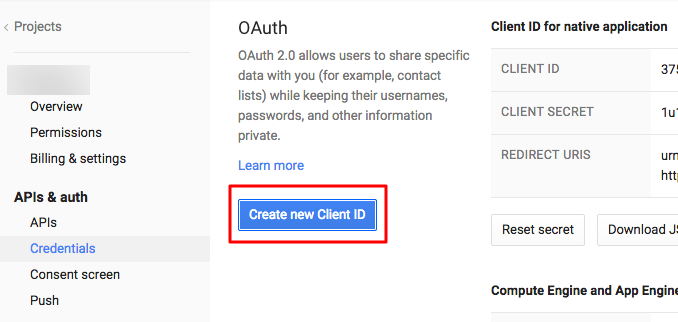 Projects
Overview
Permissions
Billing & settings
APIs & auth
APIs
Credentials
Consent screen
Push
OAuth
OAuth 2.0 allows users to share specific
data with you (for example, contact
lists) while keeping their usernames,
passwords, and other information
private.
Learn more
Create new Client ID
Client ID for native application
CLIENT ID 375
CLIENT SECRET 1u1
REDIRECT URIS urn
http
Reset secret Download JS
Compute Engine and App Engine